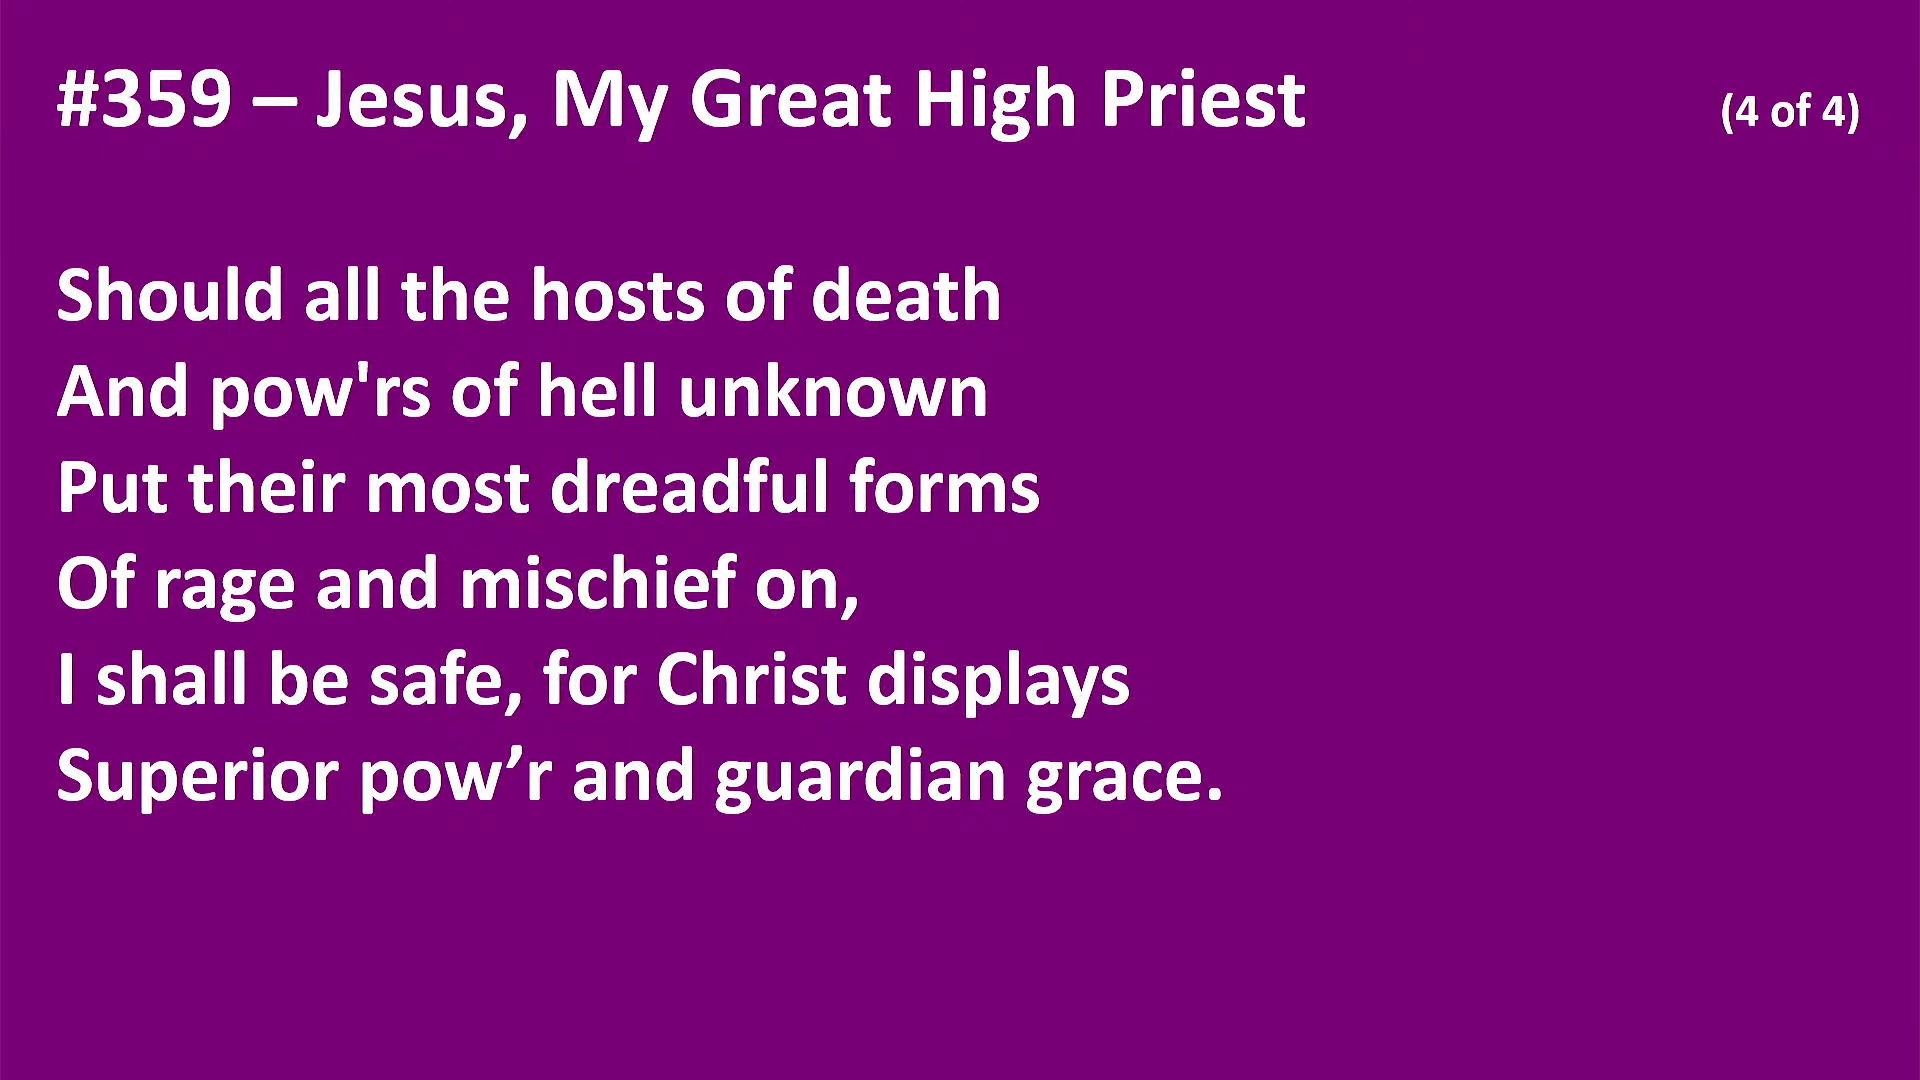 #359 – Jesus, My Great High Priest (4 of 4)
Should all the hosts of death
And pow'rs of hell unknown
Put their most dreadful forms
Of rage and mischief on,
I shall be safe, for Christ displays
Superior pow’r and guardian grace.